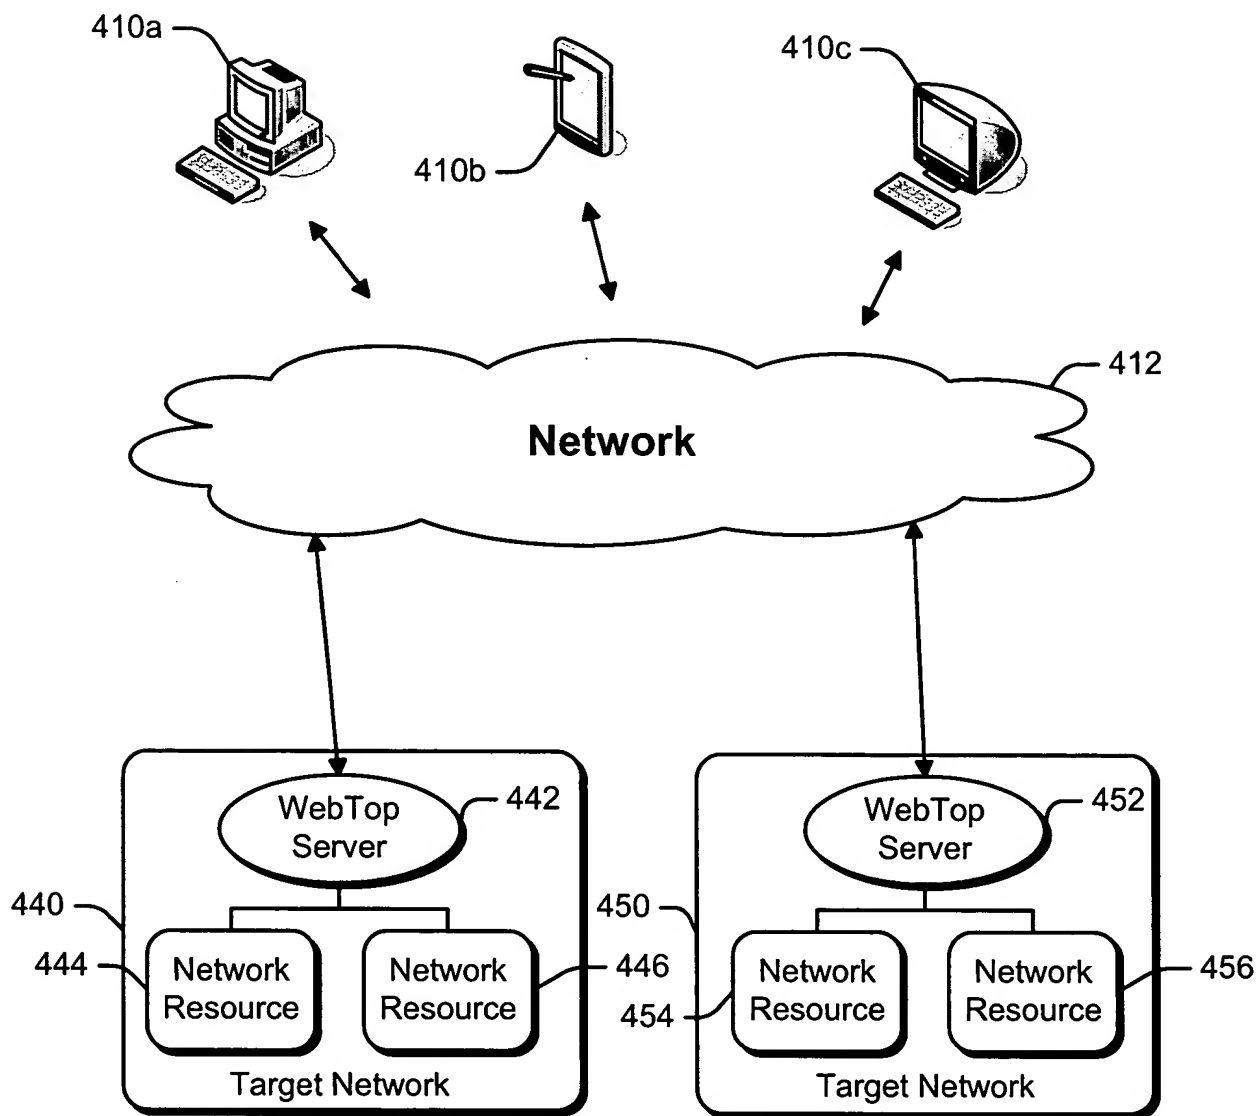 410a
410b
410c
412
Network
WebTop
Server
442
WebTop
Server
452
440
444
Network
Resource
Network
Resource
446
450
454
Network
Resource
Network
Resource
456
Target Network
Target Network